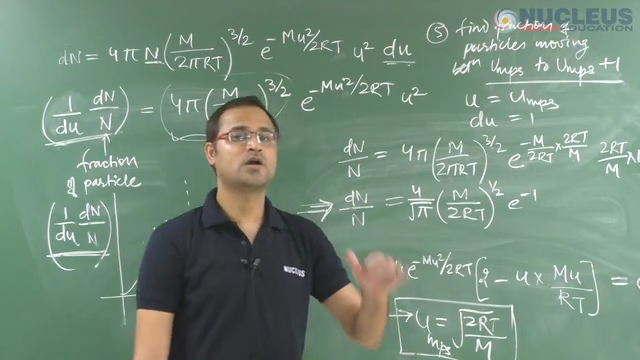 NUCLEUS
EDUCATION
dN = 4π N (M/2πRT)^3/2 e^-Mu²/2RT u² du
(1/du dN/N) = (4π(M/ )^3/2 e^-Mu²/2RT u²
fraction
of particle
(1/du dN/N)
⑤ find fraction of
particles moving
betn Umps to Umps +1
u = Umps
du = 1
dN/N = 4π (M/2πRT)^3/2 e^-M/2RT × 2RT/M 2RT/M ×
⇒ dN/N = 4/√π (M/2RT)^1/2 e^-1
e^-Mu²/2RT [2 - u × Mu/RT] =
→ u mps = √2RT/M
NUCLEUS